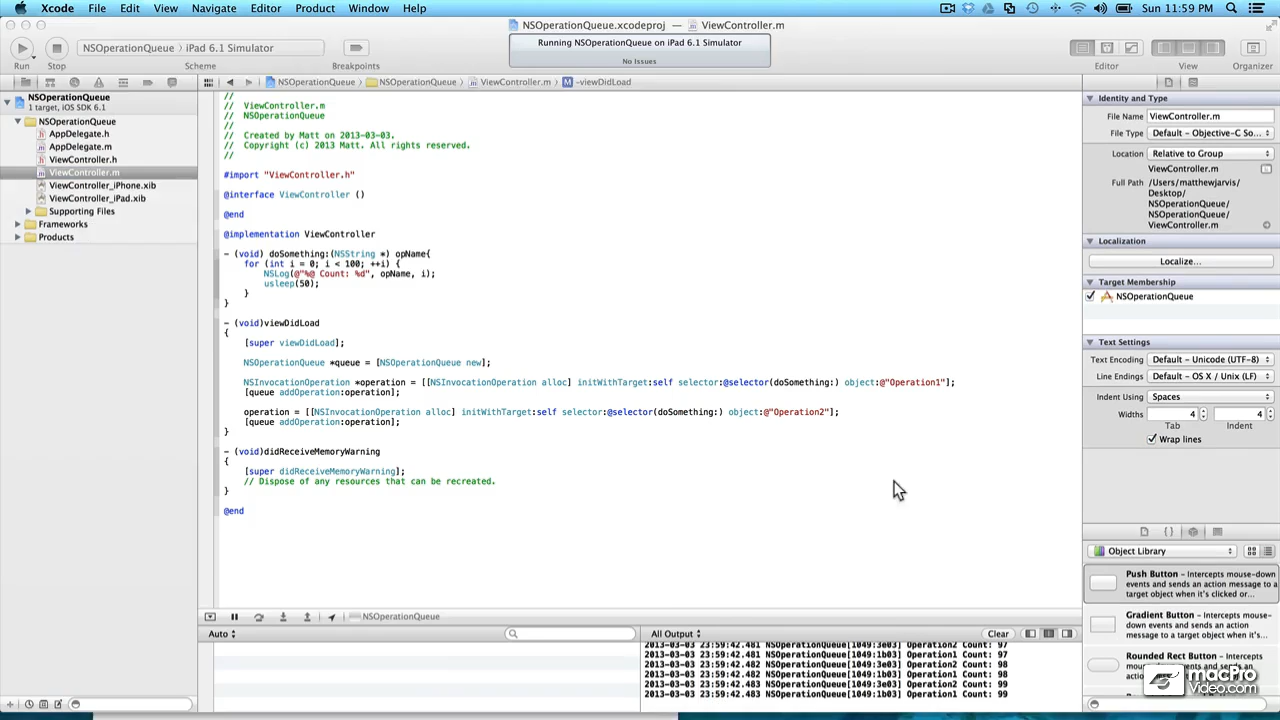 Xcode File Edit View Navigate Editor Product Window Help Sun 11:59 PM
NSOperationQueue.xcodeproj — ViewController.m
NSOperationQueue › iPad 6.1 Simulator
Running NSOperationQueue on iPad 6.1 Simulator
No Issues
Run Stop Scheme Breakpoints Editor View Organizer
NSOperationQueue NSOperationQueue ViewController.m M -viewDidLoad
NSOperationQueue
1 target, iOS SDK 6.1
NSOperationQueue
AppDelegate.h
AppDelegate.m
ViewController.h
ViewController.m
ViewController_iPhone.xib
ViewController_iPad.xib
Supporting Files
Frameworks
Products
//
// ViewController.m
// NSOperationQueue
//
// Created by Matt on 2013-03-03.
// Copyright (c) 2013 Matt. All rights reserved.
//
#import "ViewController.h"
@interface ViewController ()
@end
@implementation ViewController
- (void) doSomething:(NSString *) opName{
for (int i = 0; i < 100; ++i) {
NSLog(@"%@ Count: %d", opName, i);
usleep(50);
}
}
- (void)viewDidLoad
{
[super viewDidLoad];
NSOperationQueue *queue = [NSOperationQueue new];
NSInvocationOperation *operation = [[NSInvocationOperation alloc] initWithTarget:self selector:@selector(doSomething:) object:@"Operation1"];
[queue addOperation:operation];
operation = [[NSInvocationOperation alloc] initWithTarget:self selector:@selector(doSomething:) object:@"Operation2"];
[queue addOperation:operation];
}
- (void)didReceiveMemoryWarning
{
[super didReceiveMemoryWarning];
// Dispose of any resources that can be recreated.
}
@end
NSOperationQueue
Auto
All Output Clear
2013-03-03 23:59:42.481 NSOperationQueue[1049:3e03] Operation2 Count: 97
2013-03-03 23:59:42.481 NSOperationQueue[1049:1b03] Operation1 Count: 97
2013-03-03 23:59:42.482 NSOperationQueue[1049:3e03] Operation2 Count: 98
2013-03-03 23:59:42.482 NSOperationQueue[1049:1b03] Operation1 Count: 98
2013-03-03 23:59:42.483 NSOperationQueue[1049:3e03] Operation2 Count: 99
2013-03-03 23:59:42.483 NSOperationQueue[1049:1b03] Operation1 Count: 99
Identity and Type
File Name ViewController.m
File Type Default - Objective-C So...
Location Relative to Group
ViewController.m
Full Path /Users/matthewjarvis/
Desktop/
NSOperationQueue/
NSOperationQueue/
ViewController.m
Localization
Localize...
Target Membership
NSOperationQueue
Text Settings
Text Encoding Default - Unicode (UTF-8)
Line Endings Default - OS X / Unix (LF)
Indent Using Spaces
Widths 4 4
Tab Indent
Wrap lines
Object Library
Push Button - Intercepts mouse-down
events and sends an action message to a
target object when it's clicked or...
Gradient Button - Intercepts mouse-
down events and sends an action
message to a target object when it's...
Rounded Rect Button - Intercepts
macPro
Video.com